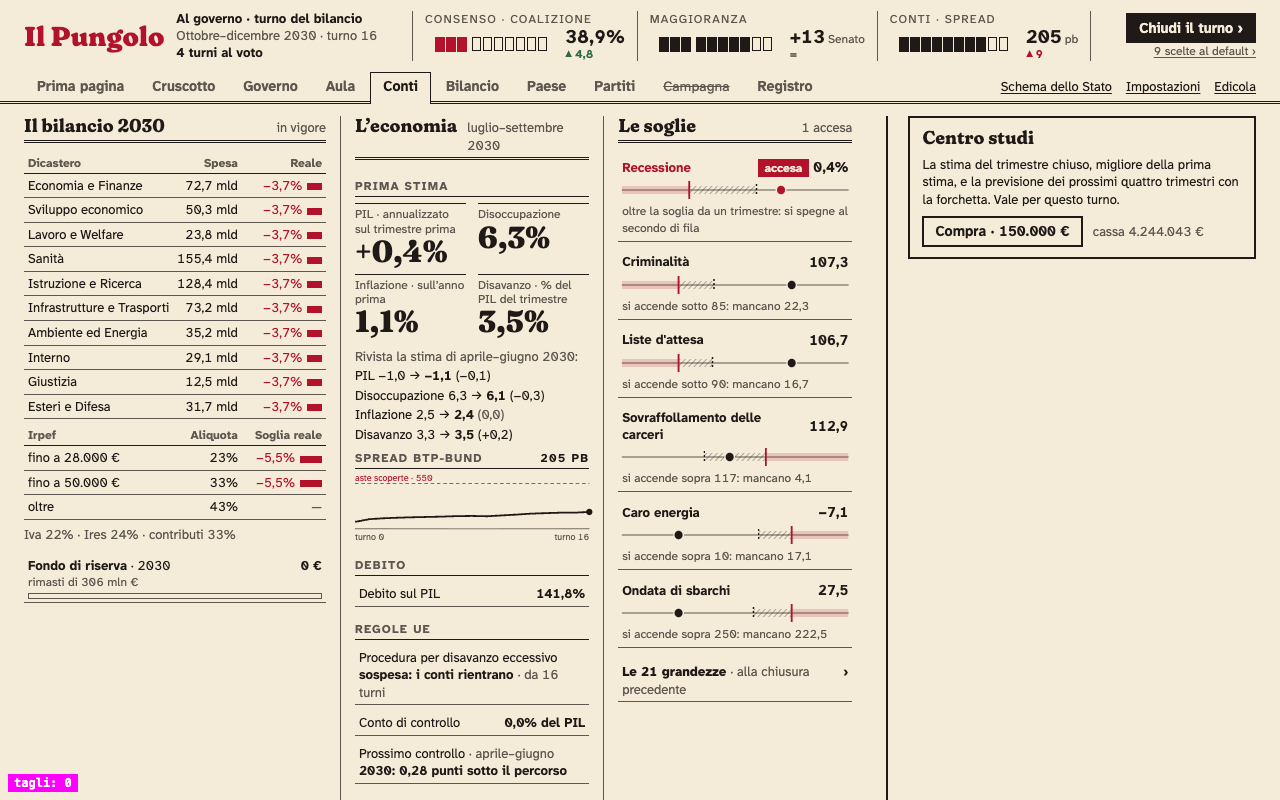 Il Pungolo
Al governo · turno del bilancio
Ottobre–dicembre 2030 · turno 16
4 turni al voto
CONSENSO · COALIZIONE
38,9%
▲ 4,8
MAGGIORANZA
+13 Senato
=
CONTI · SPREAD
205 pb
▲ 9
Chiudi il turno ›
9 scelte al default ›
Prima pagina
Cruscotto
Governo
Aula
Conti
Bilancio
Paese
Partiti
Campagna
Registro
Schema dello Stato
Impostazioni
Edicola
Il bilancio 2030 in vigore
Dicastero Spesa Reale
Economia e Finanze 72,7 mld −3,7%
Sviluppo economico 50,3 mld −3,7%
Lavoro e Welfare 23,8 mld −3,7%
Sanità 155,4 mld −3,7%
Istruzione e Ricerca 128,4 mld −3,7%
Infrastrutture e Trasporti 73,2 mld −3,7%
Ambiente ed Energia 35,2 mld −3,7%
Interno 29,1 mld −3,7%
Giustizia 12,5 mld −3,7%
Esteri e Difesa 31,7 mld −3,7%
Irpef Aliquota Soglia reale
fino a 28.000 € 23% −5,5%
fino a 50.000 € 33% −5,5%
oltre 43% —
Iva 22% · Ires 24% · contributi 33%
Fondo di riserva · 2030 0 €
rimasti di 306 mln €
L'economia luglio–settembre
2030
PRIMA STIMA
PIL · annualizzato
sul trimestre prima
+0,4%
Disoccupazione
6,3%
Inflazione · sull'anno
prima
1,1%
Disavanzo · % del
PIL del trimestre
3,5%
Rivista la stima di aprile–giugno 2030:
PIL −1,0 → −1,1 (−0,1)
Disoccupazione 6,3 → 6,1 (−0,3)
Inflazione 2,5 → 2,4 (0,0)
Disavanzo 3,3 → 3,5 (+0,2)
SPREAD BTP-BUND 205 PB
aste scoperte · 550
turno 0 turno 16
DEBITO
Debito sul PIL 141,8%
REGOLE UE
Procedura per disavanzo eccessivo
sospesa: i conti rientrano · da 16
turni
Conto di controllo 0,0% del PIL
Prossimo controllo · aprile–giugno
2030: 0,28 punti sotto il percorso
Le soglie 1 accesa
Recessione accesa 0,4%
oltre la soglia da un trimestre: si spegne al
secondo di fila
Criminalità 107,3
si accende sotto 85: mancano 22,3
Liste d'attesa 106,7
si accende sotto 90: mancano 16,7
Sovraffollamento delle
carceri 112,9
si accende sopra 117: mancano 4,1
Caro energia −7,1
si accende sopra 10: mancano 17,1
Ondata di sbarchi 27,5
si accende sopra 250: mancano 222,5
Le 21 grandezze · alla chiusura ›
precedente
Centro studi
La stima del trimestre chiuso, migliore della prima
stima, e la previsione dei prossimi quattro trimestri con
la forchetta. Vale per questo turno.
Compra · 150.000 € cassa 4.244.043 €
tagli: 0